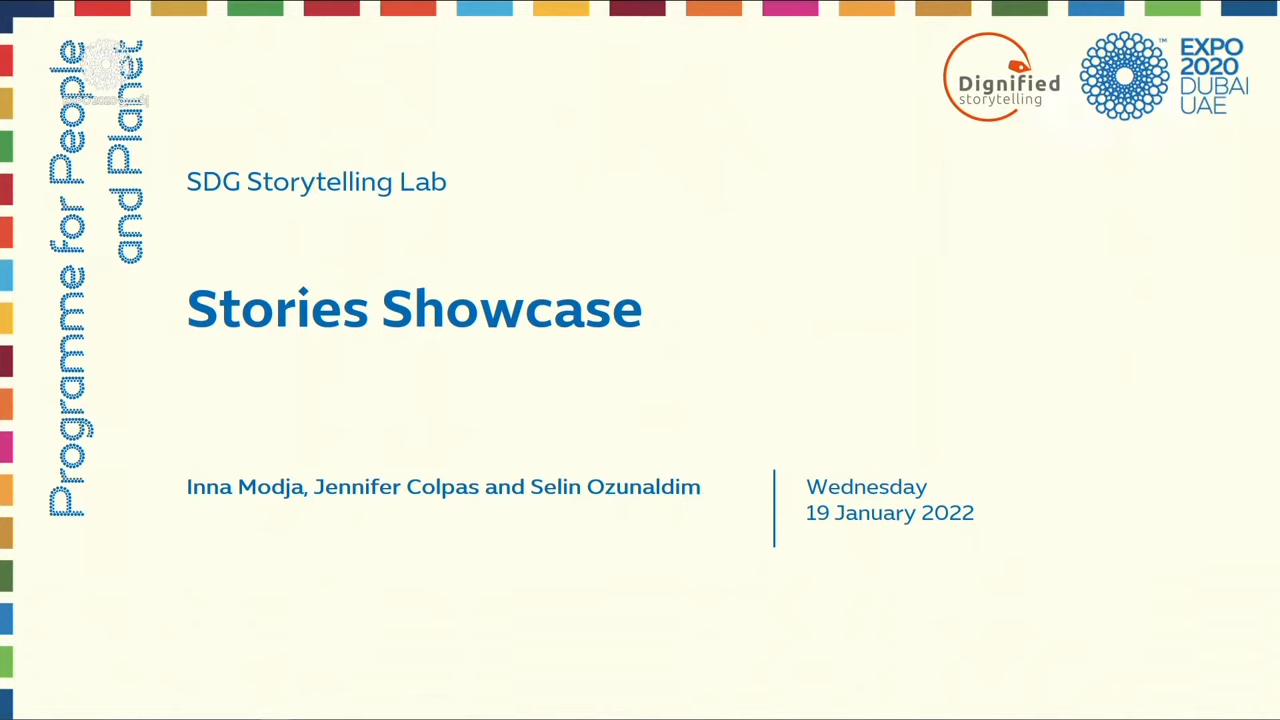 Programme for People
and Planet
Dignified
storytelling
™
EXPO
2020
DUBAI
UAE
SDG Storytelling Lab
Stories Showcase
Inna Modja, Jennifer Colpas and Selin Ozunaldim
Wednesday
19 January 2022